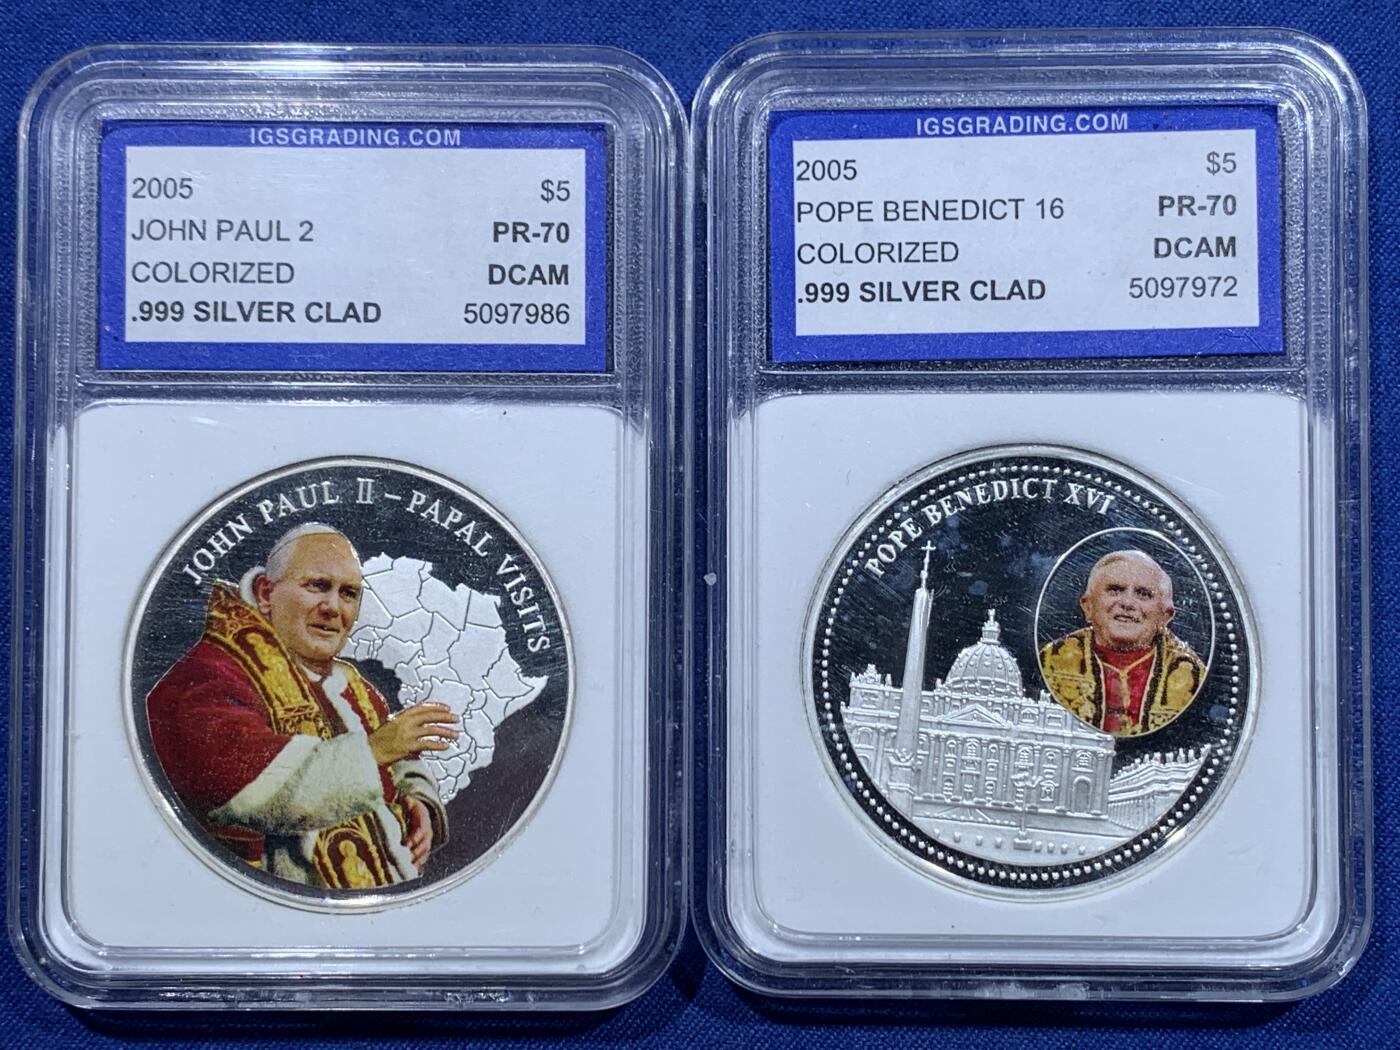 IGSGRADING.COM
2005 $5
JOHN PAUL 2 PR-70
COLORIZED DCAM
.999 SILVER CLAD 5097986
JOHN PAUL II – PAPAL VISITS
IGSGRADING.COM
2005 $5
POPE BENEDICT 16 PR-70
COLORIZED DCAM
.999 SILVER CLAD 5097972
POPE BENEDICT XVI